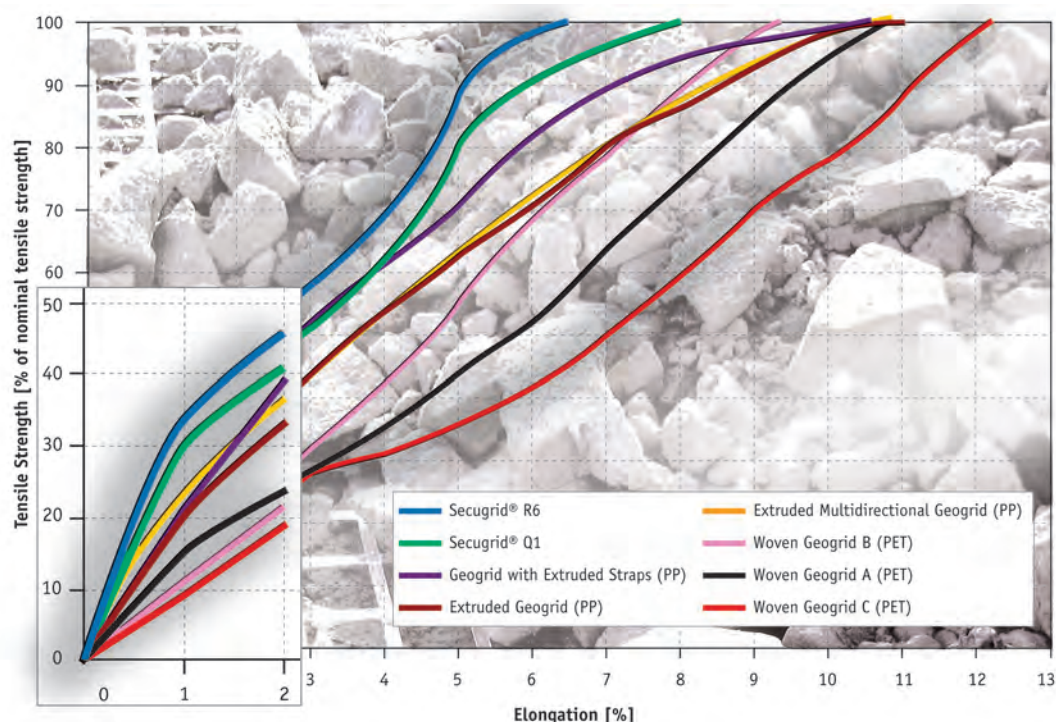 100
90
80
70
60
50
40
30
20
10
0
Tensile Strength [% of nominal tensile strength]
Secugrid® R6
Secugrid® Q1
Geogrid with Extruded Straps (PP)
Extruded Geogrid (PP)
Extruded Multidirectional Geogrid (PP)
Woven Geogrid B (PET)
Woven Geogrid A (PET)
Woven Geogrid C (PET)
0 1 2 3 4 5 6 7 8 9 10 11 12 13
Elongation [%]